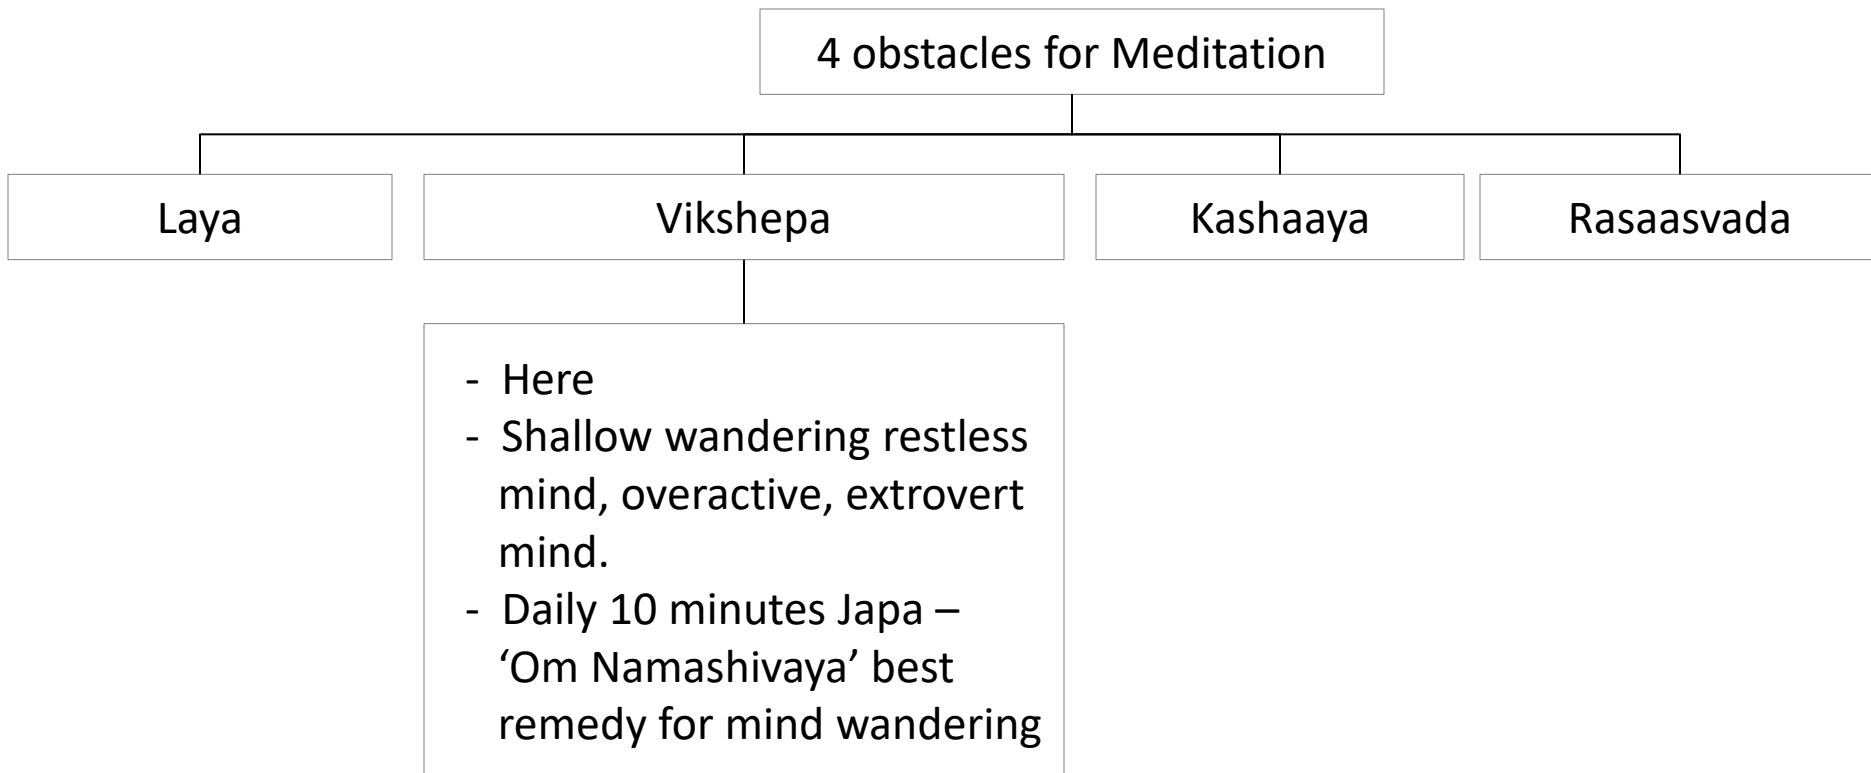 4 obstacles for Meditation
Laya
Vikshepa
Kashaaya
Rasaasvada
- Here
- Shallow wandering restless
mind, overactive, extrovert
mind.
- Daily 10 minutes Japa –
‘Om Namashivaya’ best
remedy for mind wandering